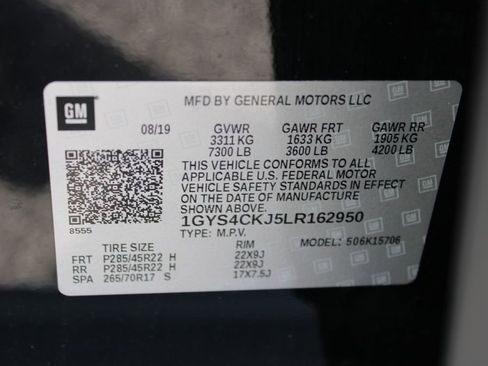 MFD BY GENERAL MOTORS LLC
GM
08/19 GVWR GAWR FRT GAWR RR
3311 KG 1633 KG 1905 KG
7300 LB 3600 LB 4200 LB
THIS VEHICLE CONFORMS TO ALL
APPLICABLE U.S. FEDERAL MOTOR
VEHICLE SAFETY STANDARDS IN EFFECT
ON THE DATE OF MANUFACTURE
SHOWN ABOVE.
1GYS4CKJ5LR162950
8555
TYPE: M.P.V. MODEL: 506K15706
TIRE SIZE RIM
FRT P285/45R22 H 22X9J
RR P285/45R22 H 22X9J
SPA 265/70R17 S 17X7.5J